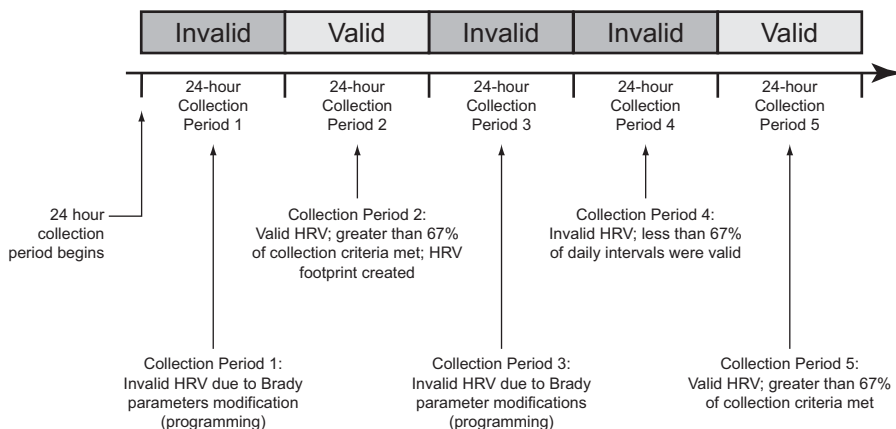 Invalid
Valid
Invalid
Invalid
Valid
24-hour
Collection
Period 1
24-hour
Collection
Period 2
24-hour
Collection
Period 3
24-hour
Collection
Period 4
24-hour
Collection
Period 5
24 hour
collection
period begins
Collection Period 2:
Valid HRV; greater than 67%
of collection criteria met; HRV
footprint created
Collection Period 4:
Invalid HRV; less than 67%
of daily intervals were valid
Collection Period 1:
Invalid HRV due to Brady
parameters modification
(programming)
Collection Period 3:
Invalid HRV due to Brady
parameter modifications
(programming)
Collection Period 5:
Valid HRV; greater than 67%
of collection criteria met